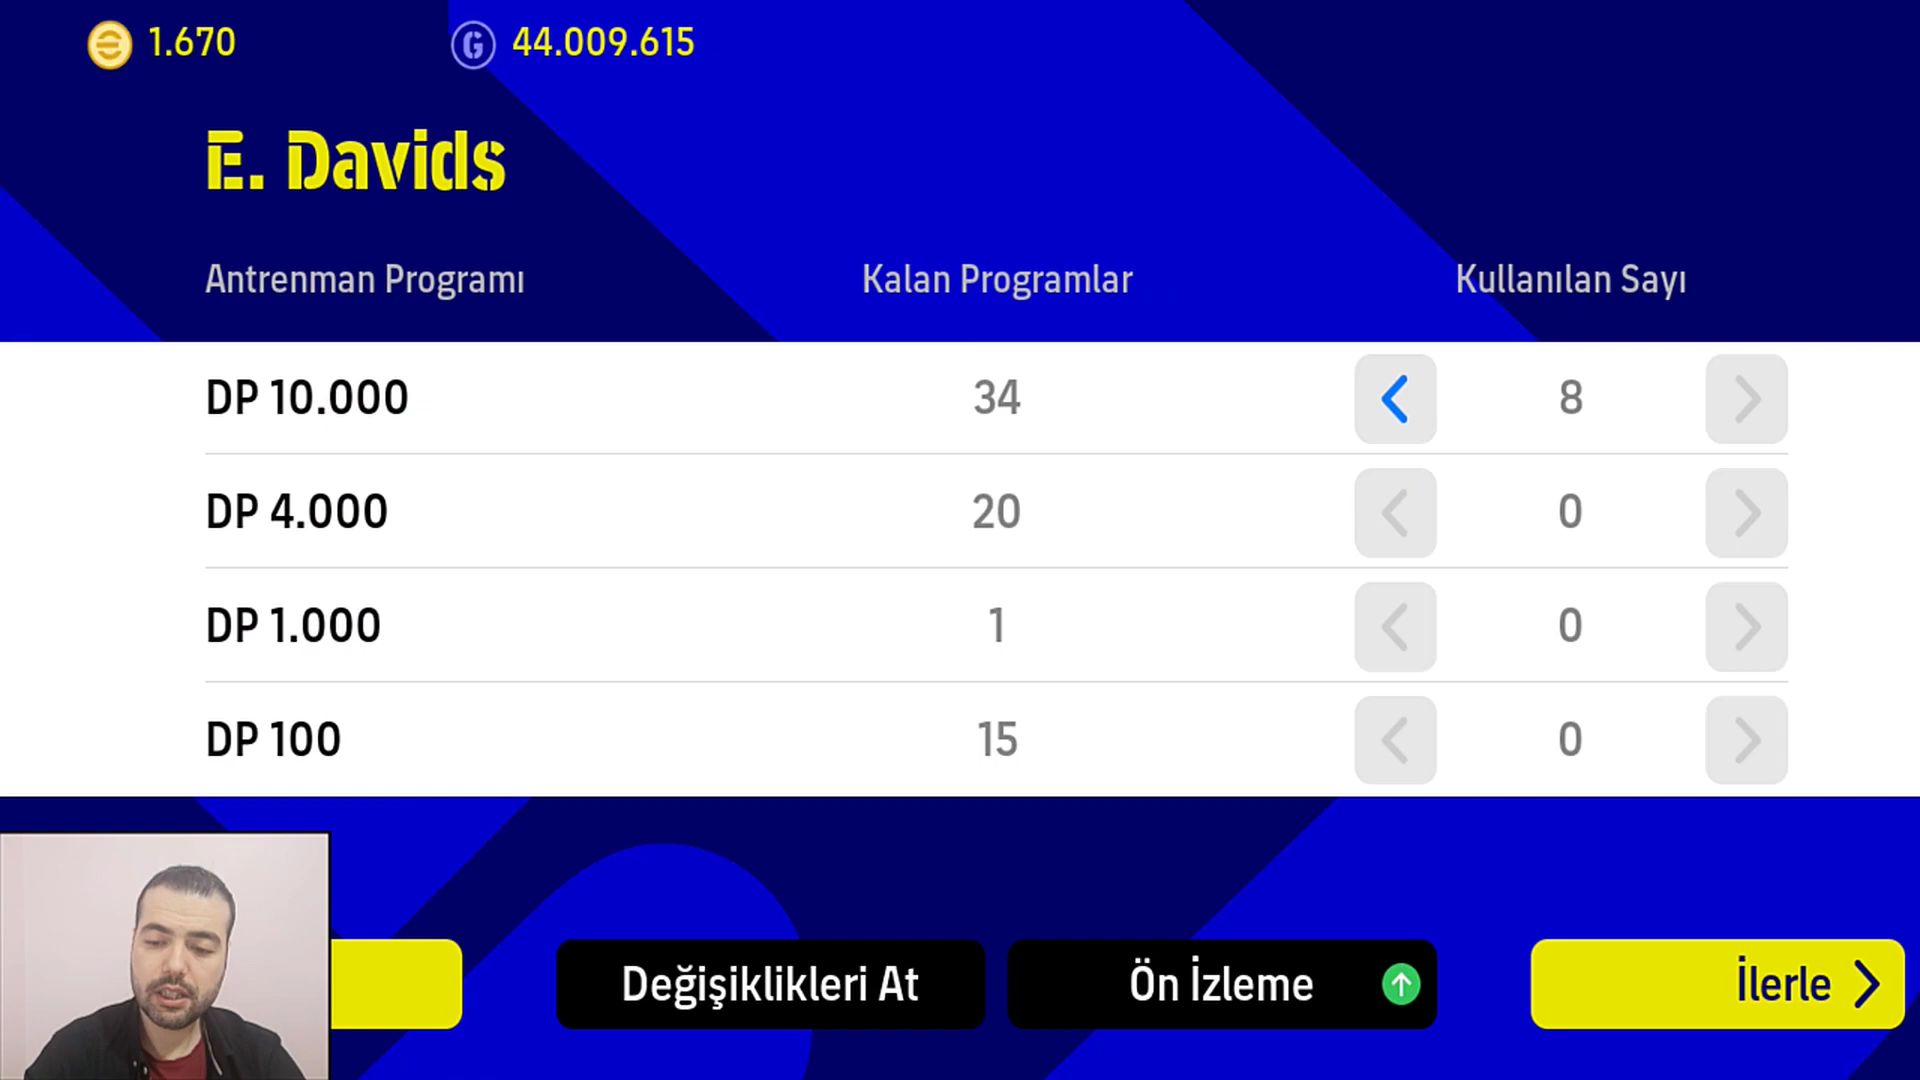 1.670 44.009.615
E. Davids
Antrenman Programı Kalan Programlar Kullanılan Sayı
DP 10.000 34 8
DP 4.000 20 0
DP 1.000 1 0
DP 100 15 0
Değişiklikleri At Ön İzleme İlerle